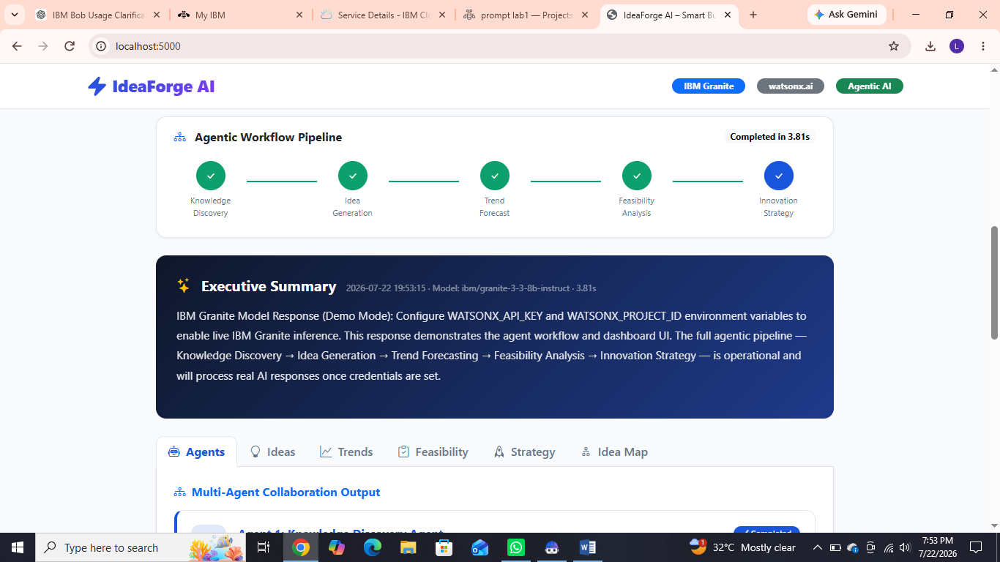 IBM Bob Usage Clarifica
My IBM
Service Details - IBM Cl
prompt lab1 — Projects
IdeaForge AI – Smart Bu
Ask Gemini
localhost:5000
L
IdeaForge AI
IBM Granite
watsonx.ai
Agentic AI
Agentic Workflow Pipeline
Completed in 3.81s
Knowledge
Discovery
Idea
Generation
Trend
Forecast
Feasibility
Analysis
Innovation
Strategy
Executive Summary 2026-07-22 19:53:15 · Model: ibm/granite-3-3-8b-instruct · 3.81s
IBM Granite Model Response (Demo Mode): Configure WATSONX_API_KEY and WATSONX_PROJECT_ID environment variables to
enable live IBM Granite inference. This response demonstrates the agent workflow and dashboard UI. The full agentic pipeline —
Knowledge Discovery → Idea Generation → Trend Forecasting → Feasibility Analysis → Innovation Strategy — is operational and
will process real AI responses once credentials are set.
Agents
Ideas
Trends
Feasibility
Strategy
Idea Map
Multi-Agent Collaboration Output
Agent 1: Knowledge Discovery Agent
Completed
Type here to search
1
32°C Mostly clear
7:53 PM
7/22/2026